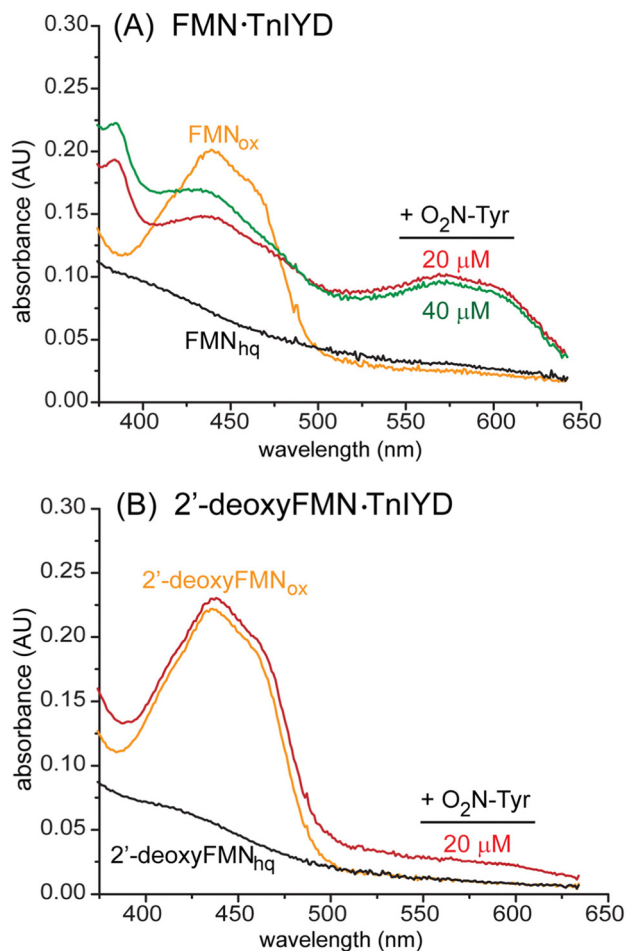 (A) FMN·TnIYD
0.30
0.25
0.20
0.15
0.10
0.05
0.00
absorbance (AU)
FMNox
+ O2N-Tyr
20 μM
40 μM
FMNhq
400 450 500 550 600 650
wavelength (nm)
(B) 2'-deoxyFMN·TnIYD
0.30
0.25
0.20
0.15
0.10
0.05
0.00
absorbance (AU)
2'-deoxyFMNox
+ O2N-Tyr
20 μM
2'-deoxyFMNhq
400 450 500 550 600 650
wavelength (nm)